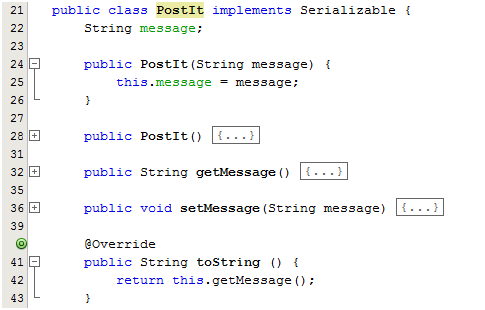 21 public class PostIt implements Serializable {
22 String message;
23
24 public PostIt(String message) {
25 this.message = message;
26 }
27
28 public PostIt() {...}
31
32 public String getMessage() {...}
35
36 public void setMessage(String message) {...}
39
@Override
41 public String toString () {
42 return this.getMessage();
43 }